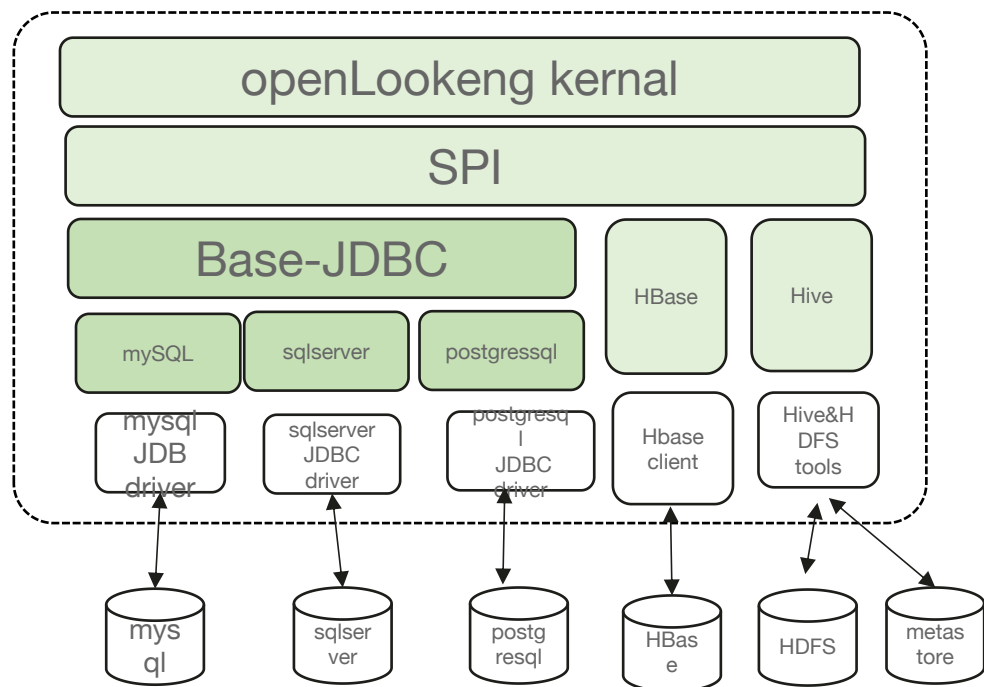 openLookeng kernal
SPI
Base-JDBC
HBase
Hive
mySQL
sqlserver
postgressql
mysql
JDB
driver
sqlserver
JDBC
driver
postgresq
l
JDBC
driver
Hbase
client
Hive&H
DFS
tools
mys
ql
sqlser
ver
postg
resql
HBas
e
HDFS
metas
tore